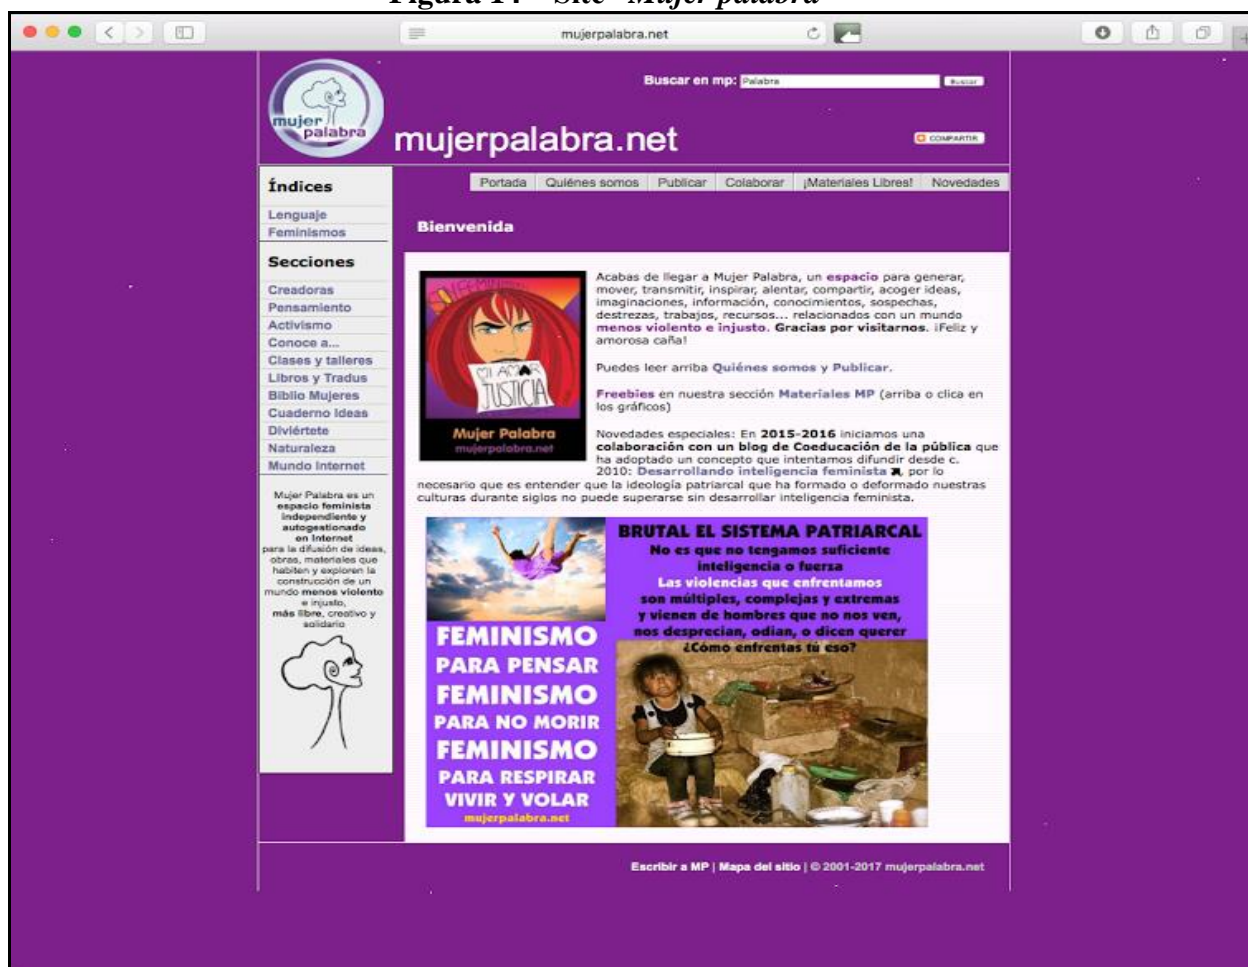 mujerpalabra.net
mujer
palabra
Buscar en mp: Palabra Buscar
mujerpalabra.net
COMPARTIR
Portada Quiénes somos Publicar Colaborar ¡Materiales Libres! Novedades
Índices
Lenguaje
Feminismos
Secciones
Creadoras
Pensamiento
Activismo
Conoce a...
Clases y talleres
Libros y Tradus
Biblio Mujeres
Cuaderno Ideas
Diviértete
Naturaleza
Mundo Internet
Mujer Palabra es un
espacio feminista
independiente y
autogestionado
en Internet
para la difusión de ideas,
obras, materiales que
habiten y exploren la
construcción de un
mundo menos violento
e injusto,
más libre, creativo y
solidario
Bienvenida
MI AMOR
JUSTICIA
Mujer Palabra
mujerpalabra.net
Acabas de llegar a Mujer Palabra, un espacio para generar,
mover, transmitir, inspirar, alentar, compartir, acoger ideas,
imaginaciones, información, conocimientos, sospechas,
destrezas, trabajos, recursos... relacionados con un mundo
menos violento e injusto. Gracias por visitarnos. ¡Feliz y
amorosa caña!
Puedes leer arriba Quiénes somos y Publicar.
Freebies en nuestra sección Materiales MP (arriba o clica en
los gráficos)
Novedades especiales: En 2015-2016 iniciamos una
colaboración con un blog de Coeducación de la pública que
ha adoptado un concepto que intentamos difundir desde c.
2010: Desarrollando inteligencia feminista , por lo
necesario que es entender que la ideología patriarcal que ha formado o deformado nuestras
culturas durante siglos no puede superarse sin desarrollar inteligencia feminista.
FEMINISMO
PARA PENSAR
FEMINISMO
PARA NO MORIR
FEMINISMO
PARA RESPIRAR
VIVIR Y VOLAR
mujerpalabra.net
BRUTAL EL SISTEMA PATRIARCAL
No es que no tengamos suficiente
inteligencia o fuerza
Las violencias que enfrentamos
son múltiples, complejas y extremas
y vienen de hombres que no nos ven,
nos desprecian, odian, o dicen querer
¿Cómo enfrentas tú eso?
Escribir a MP | Mapa del sitio | © 2001-2017 mujerpalabra.net